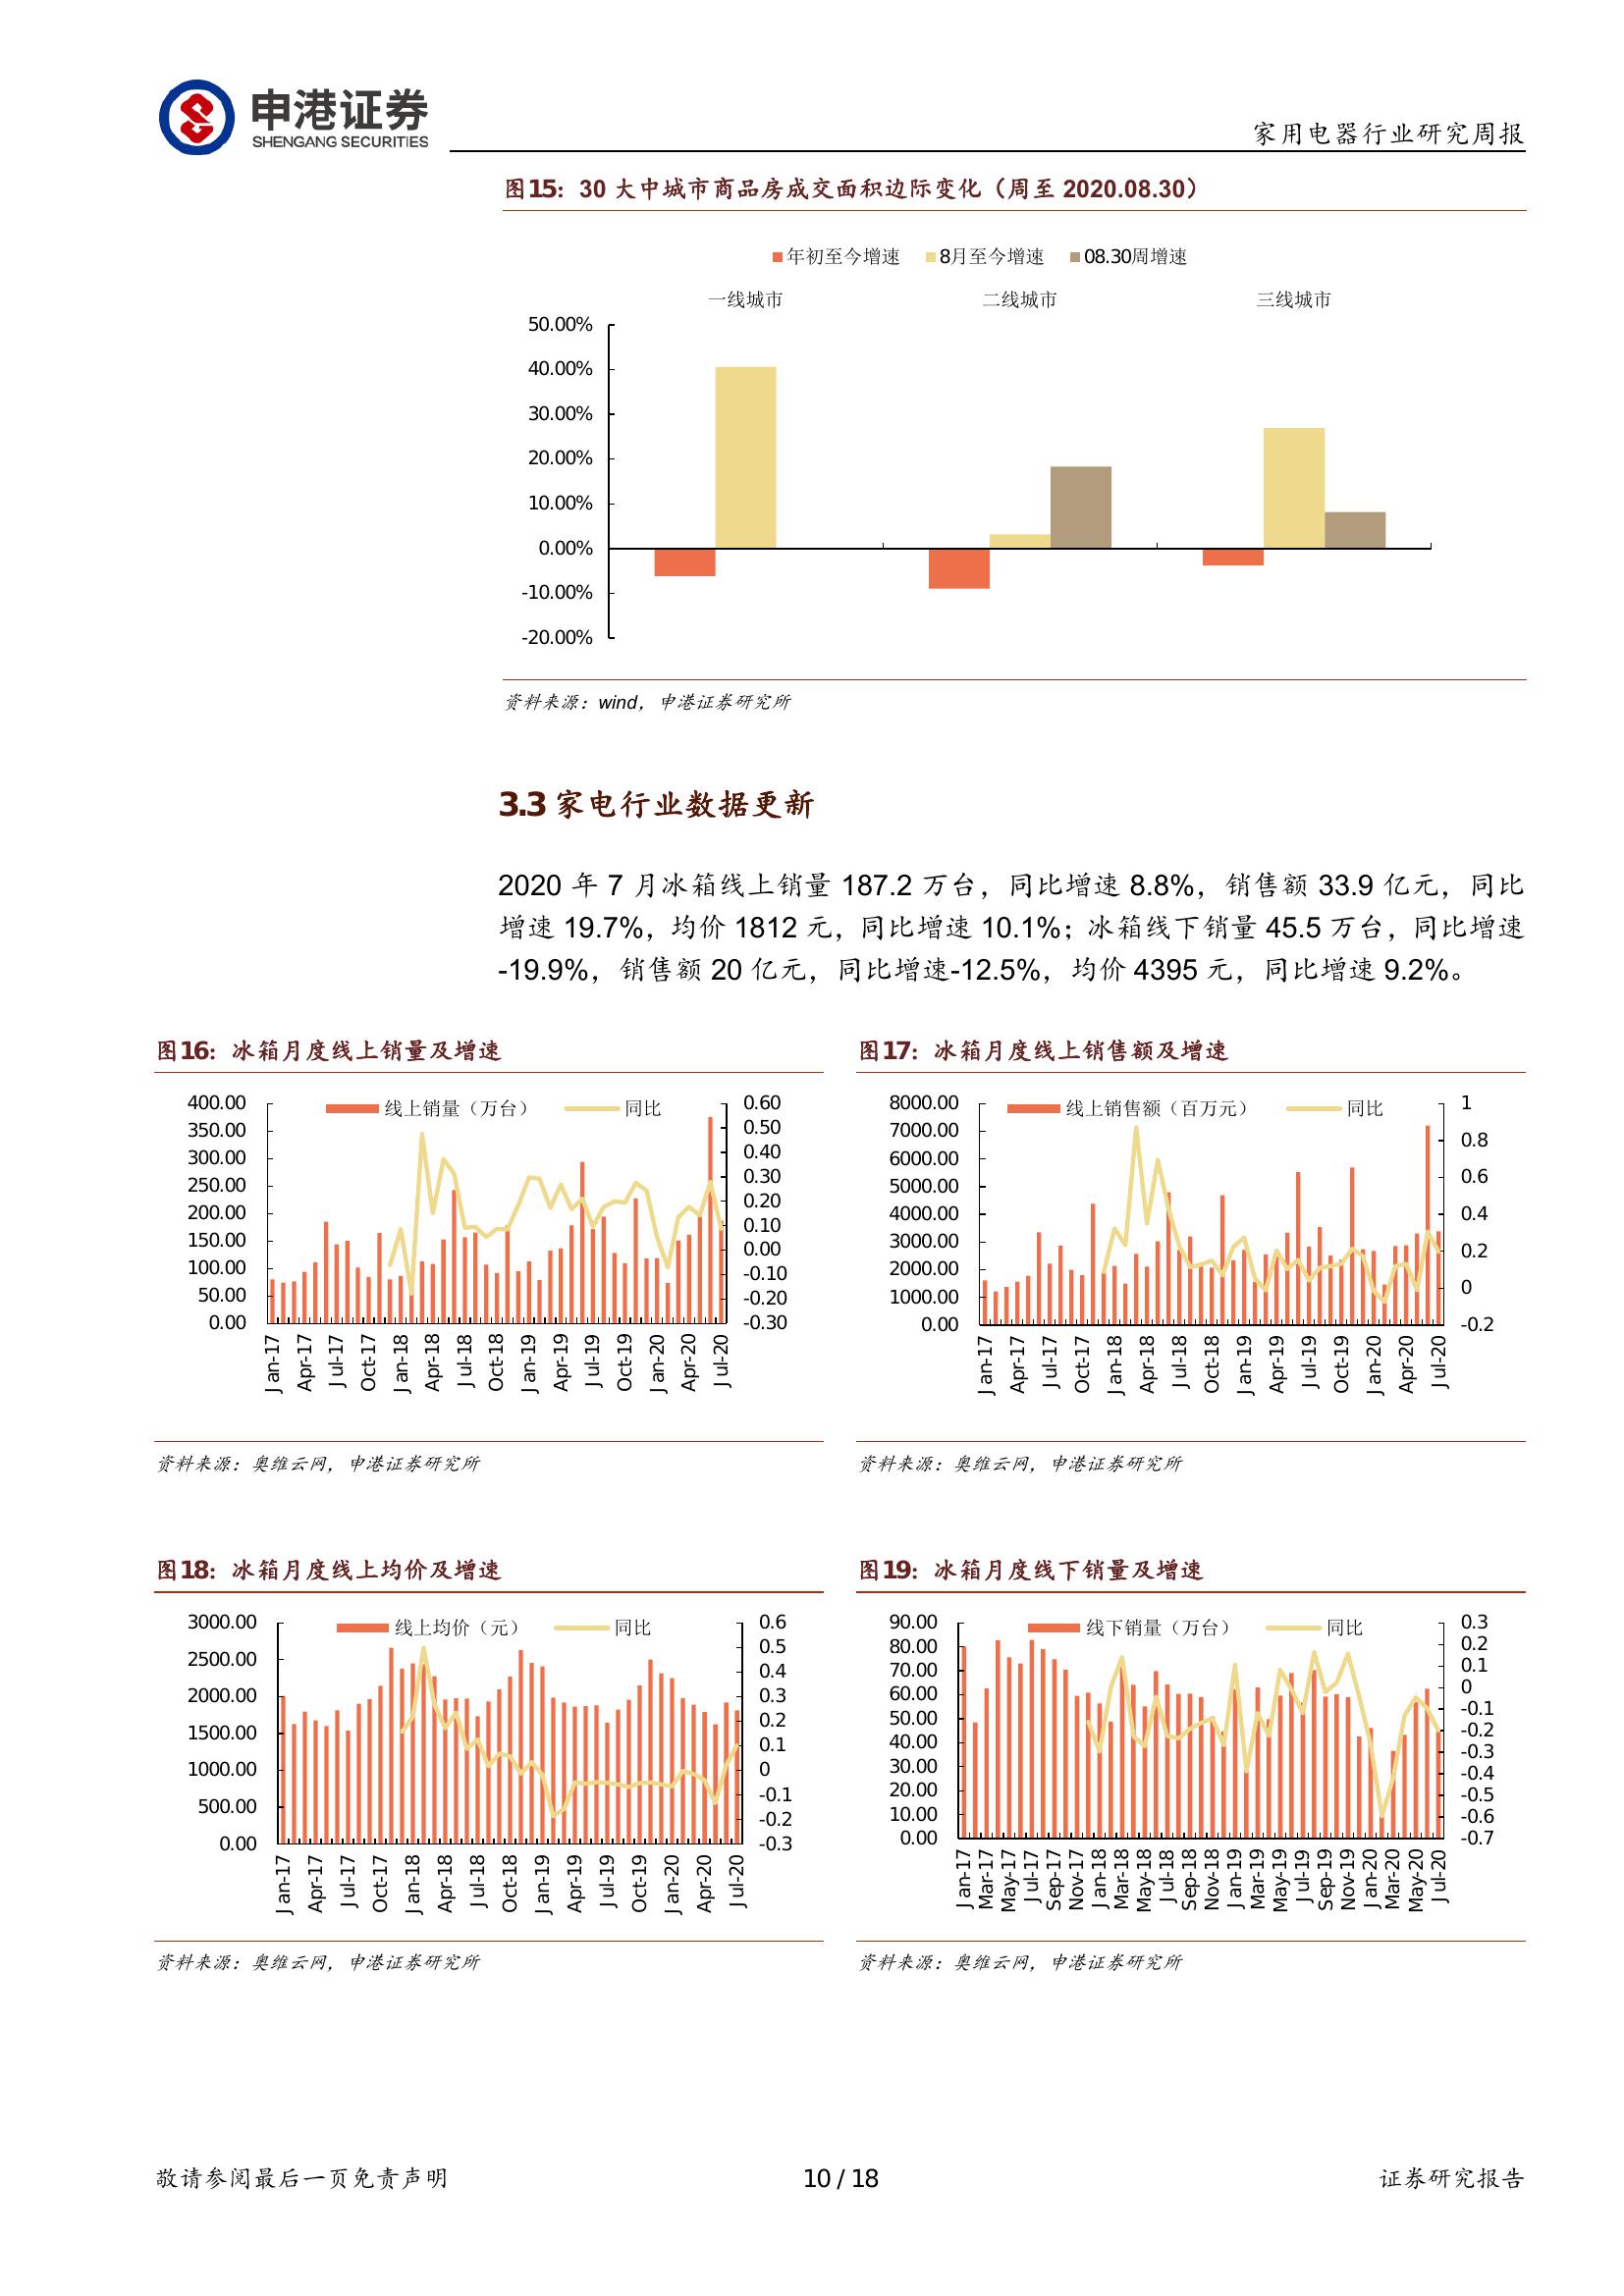 申港证券
SHENGANG SECURITIES
家用电器行业研究周报
图15：30 大中城市商品房成交面积边际变化（周至 2020.08.30）
年初至今增速 8月至今增速 08.30周增速
一线城市 二线城市 三线城市
50.00%
40.00%
30.00%
20.00%
10.00%
0.00%
-10.00%
-20.00%
资料来源：wind，申港证券研究所
3.3 家电行业数据更新
2020 年 7 月冰箱线上销量 187.2 万台，同比增速 8.8%，销售额 33.9 亿元，同比
增速 19.7%，均价 1812 元，同比增速 10.1%；冰箱线下销量 45.5 万台，同比增速
-19.9%，销售额 20 亿元，同比增速-12.5%，均价 4395 元，同比增速 9.2%。
图16：冰箱月度线上销量及增速
线上销量（万台） 同比
400.00
350.00
300.00
250.00
200.00
150.00
100.00
50.00
0.00
0.60
0.50
0.40
0.30
0.20
0.10
0.00
-0.10
-0.20
-0.30
Jan-17 Apr-17 Jul-17 Oct-17 Jan-18 Apr-18 Jul-18 Oct-18 Jan-19 Apr-19 Jul-19 Oct-19 Jan-20 Apr-20 Jul-20
资料来源：奥维云网，申港证券研究所
图17：冰箱月度线上销售额及增速
线上销售额（百万元） 同比
8000.00
7000.00
6000.00
5000.00
4000.00
3000.00
2000.00
1000.00
0.00
1
0.8
0.6
0.4
0.2
0
-0.2
Jan-17 Apr-17 Jul-17 Oct-17 Jan-18 Apr-18 Jul-18 Oct-18 Jan-19 Apr-19 Jul-19 Oct-19 Jan-20 Apr-20 Jul-20
资料来源：奥维云网，申港证券研究所
图18：冰箱月度线上均价及增速
线上均价（元） 同比
3000.00
2500.00
2000.00
1500.00
1000.00
500.00
0.00
0.6
0.5
0.4
0.3
0.2
0.1
0
-0.1
-0.2
-0.3
Jan-17 Apr-17 Jul-17 Oct-17 Jan-18 Apr-18 Jul-18 Oct-18 Jan-19 Apr-19 Jul-19 Oct-19 Jan-20 Apr-20 Jul-20
资料来源：奥维云网，申港证券研究所
图19：冰箱月度线下销量及增速
线下销量（万台） 同比
90.00
80.00
70.00
60.00
50.00
40.00
30.00
20.00
10.00
0.00
0.3
0.2
0.1
0
-0.1
-0.2
-0.3
-0.4
-0.5
-0.6
-0.7
Jan-17 Mar-17 May-17 Jul-17 Sep-17 Nov-17 Jan-18 Mar-18 May-18 Jul-18 Sep-18 Nov-18 Jan-19 Mar-19 May-19 Jul-19 Sep-19 Nov-19 Jan-20 Mar-20 May-20 Jul-20
资料来源：奥维云网，申港证券研究所
敬请参阅最后一页免责声明
10 / 18
证券研究报告